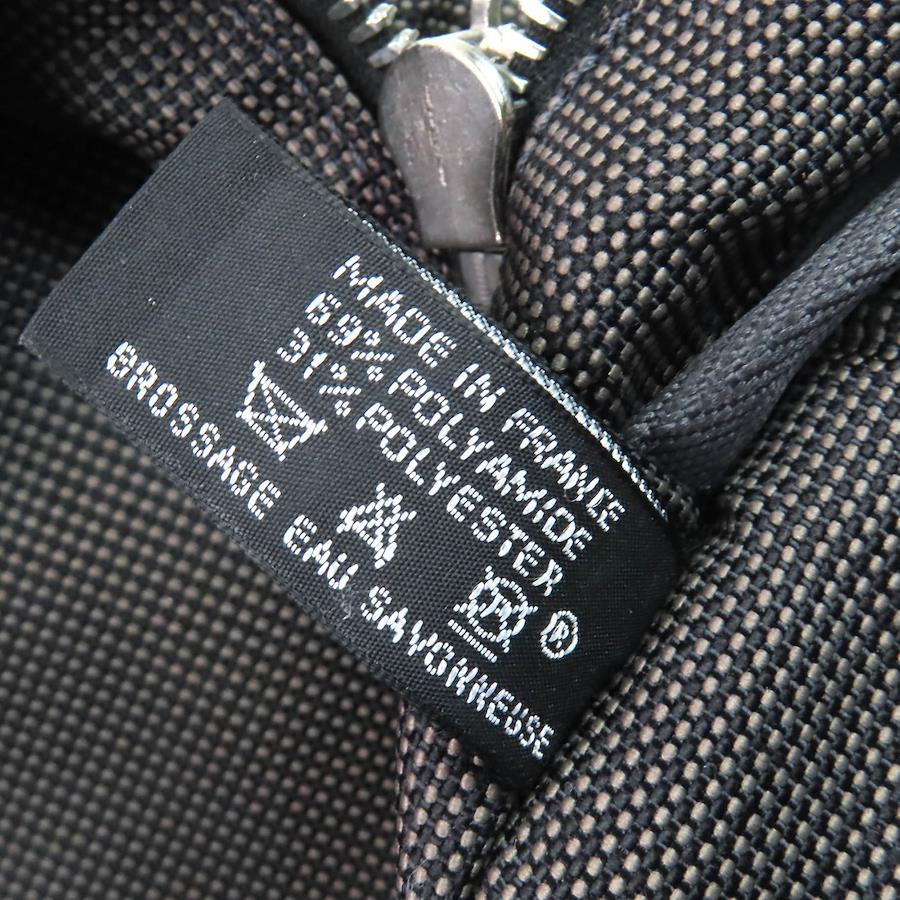 MADE IN FRANCE
69% POLYAMIDE
31% POLYESTER
®
BROSSAGE EAU SAVONNEUSE